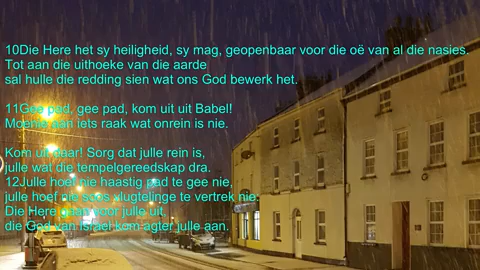 10Die Here het sy heiligheid, sy mag, geopenbaar voor die oë van al die nasies.
Tot aan die uithoeke van die aarde
sal hulle die redding sien wat ons God bewerk het.
11Gee pad, gee pad, kom uit uit Babel!
Moenie aan iets raak wat onrein is nie.
Kom uit daar! Sorg dat julle rein is,
julle wat die tempelgereedskap dra.
12Julle hoef nie haastig pad te gee nie,
julle hoef nie soos vlugtelinge te vertrek nie:
Die Here gaan voor julle uit,
die God van Israel kom agter julle aan.